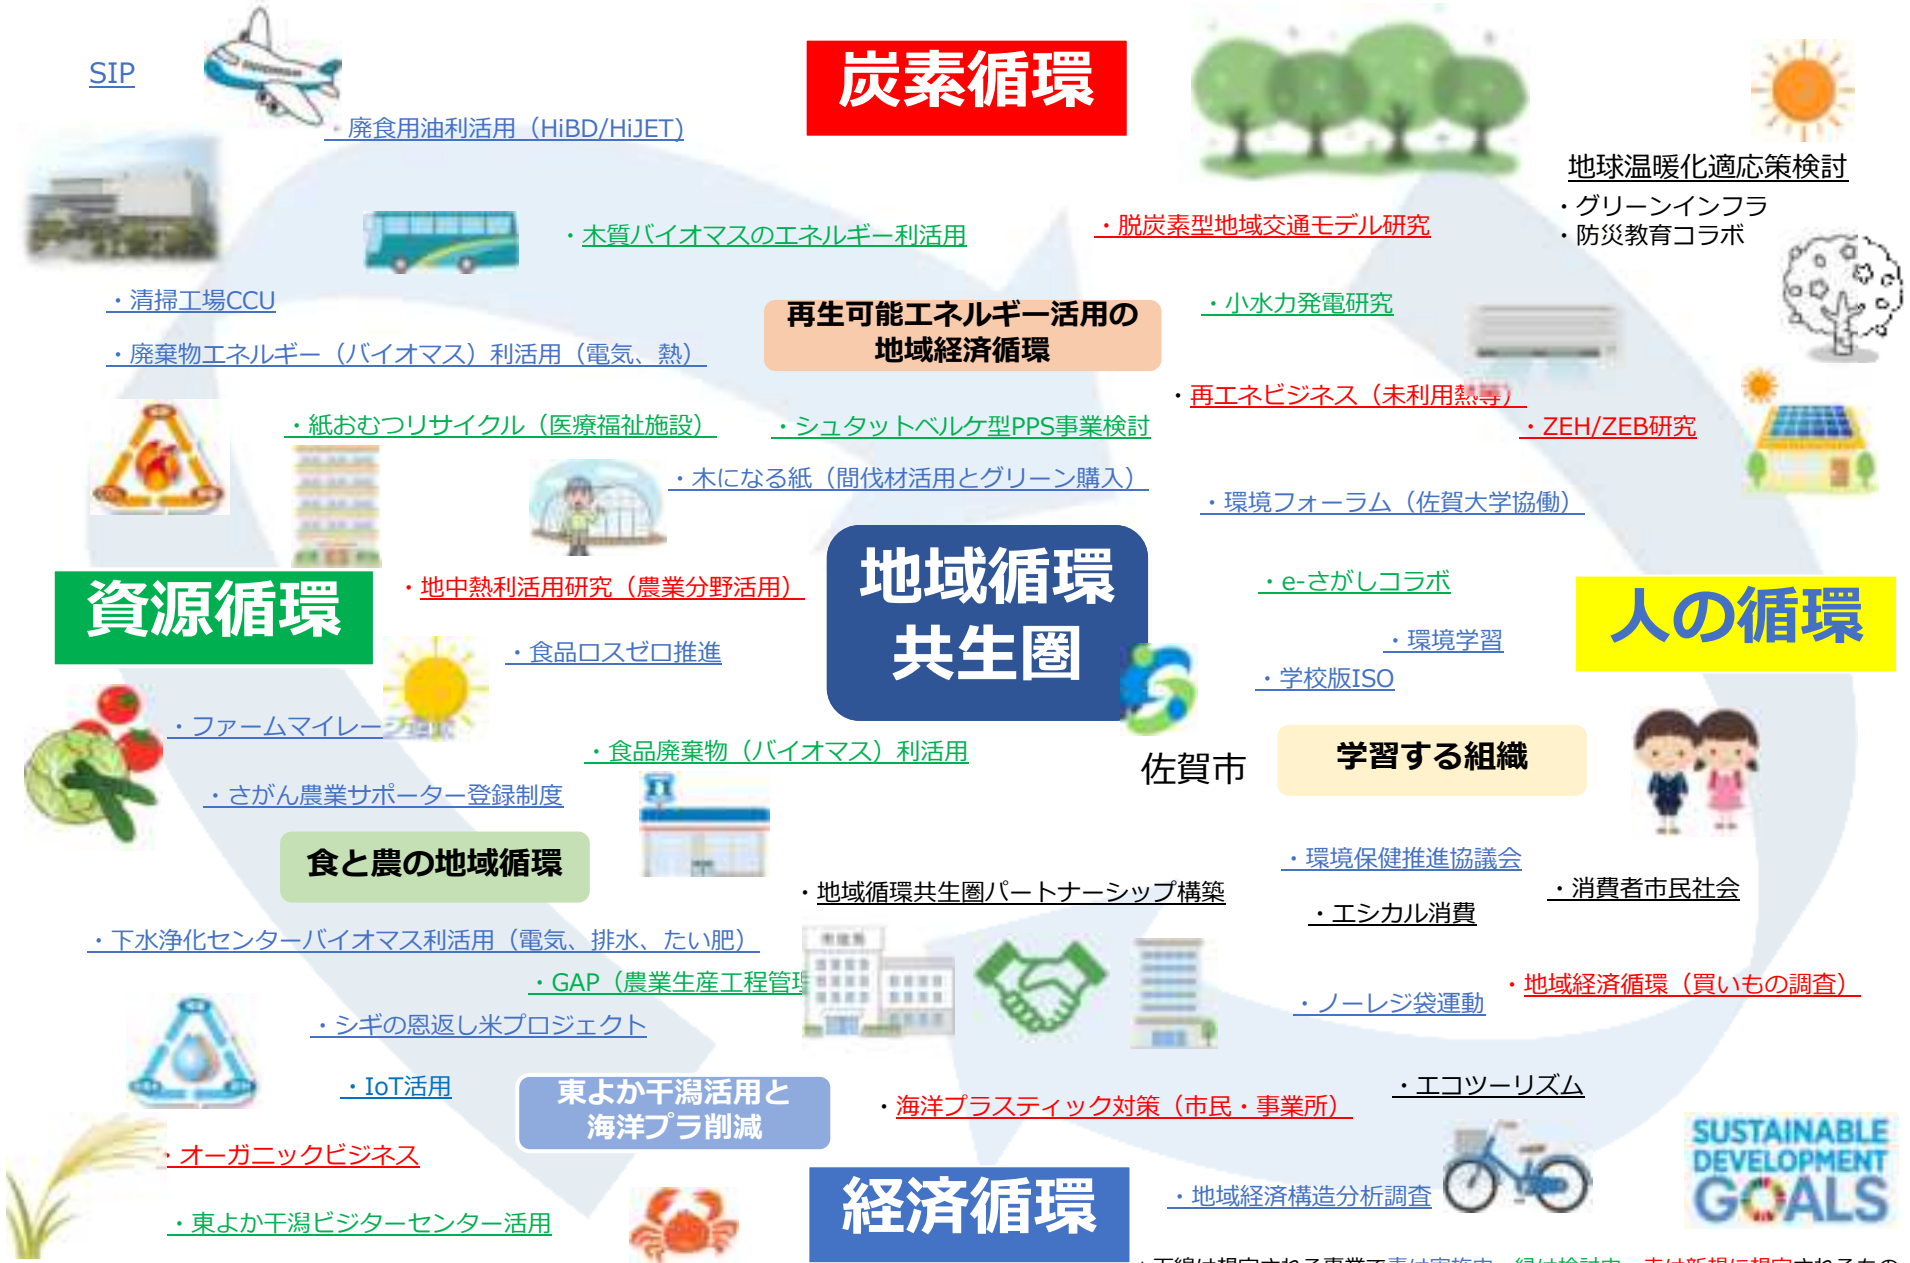 炭素循環
SIP
・廃食用油利活用（HiBD/HiJET)
地球温暖化適応策検討
・グリーンインフラ
・防災教育コラボ
・木質バイオマスのエネルギー利活用
・脱炭素型地域交通モデル研究
・清掃工場CCU
再生可能エネルギー活用の
地域経済循環
・小水力発電研究
・廃棄物エネルギー（バイオマス）利活用（電気、熱）
・再エネビジネス（未利用熱等）
・紙おむつリサイクル（医療福祉施設）
・シュタットベルケ型PPS事業検討
・ZEH/ZEB研究
・木になる紙（間伐材活用とグリーン購入）
・環境フォーラム（佐賀大学協働）
地域循環
共生圏
資源循環
・地中熱利活用研究（農業分野活用）
・e-さがしコラボ
人の循環
・食品ロスゼロ推進
・環境学習
・学校版ISO
・ファームマイレージ
・食品廃棄物（バイオマス）利活用
佐賀市
学習する組織
・さがん農業サポーター登録制度
食と農の地域循環
・環境保健推進協議会
・地域循環共生圏パートナーシップ構築
・消費者市民社会
・エシカル消費
・下水浄化センターバイオマス利活用（電気、排水、たい肥）
・GAP（農業生産工程管理
・ノーレジ袋運動
・地域経済循環（買いもの調査）
・シギの恩返し米プロジェクト
・IoT活用
東よか干潟活用と
海洋プラ削減
・海洋プラスティック対策（市民・事業所）
・エコツーリズム
・オーガニックビジネス
SUSTAINABLE
DEVELOPMENT
GOALS
・東よか干潟ビジターセンター活用
経済循環
・地域経済構造分析調査